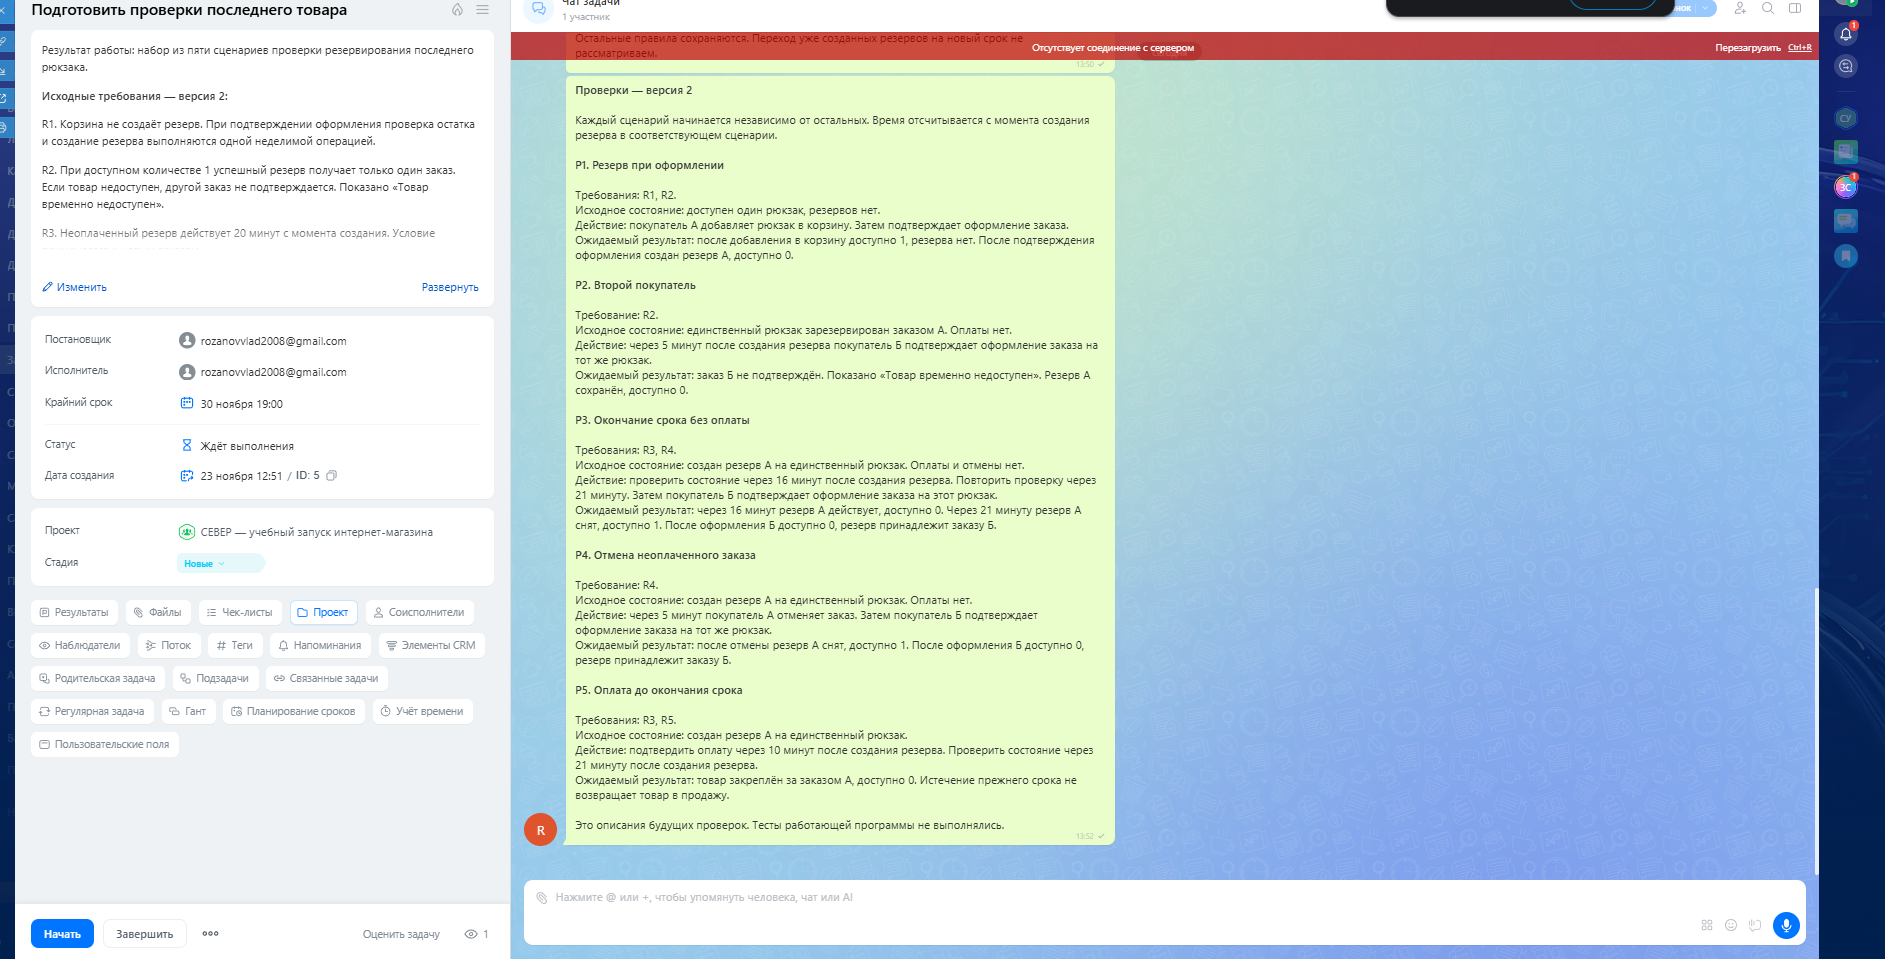 Подготовить проверки последнего товара
Результат работы: набор из пяти сценариев проверки резервирования последнего
рюкзака.
Исходные требования — версия 2:
R1. Корзина не создаёт резерв. При подтверждении оформления проверка остатка
и создание резерва выполняются одной неделимой операцией.
R2. При доступном количестве 1 успешный резерв получает только один заказ.
Если товар недоступен, другой заказ не подтверждается. Показано «Товар
временно недоступен».
R3. Неоплаченный резерв действует 20 минут с момента создания. Условие
Изменить
Развернуть
Постановщик
rozanovvlad2008@gmail.com
Исполнитель
rozanovvlad2008@gmail.com
Крайний срок
30 ноября 19:00
Статус
Ждёт выполнения
Дата создания
23 ноября 12:51 / ID: 5
Проект
СЕВЕР — учебный запуск интернет-магазина
Стадия
Новые
Результаты
Файлы
Чек-листы
Проект
Соисполнители
Наблюдатели
Поток
Теги
Напоминания
Элементы CRM
Родительская задача
Подзадачи
Связанные задачи
Регулярная задача
Гант
Планирование сроков
Учёт времени
Пользовательские поля
Начать
Завершить
Оценить задачу
1
Чат задачи
1 участник
Остальные правила сохраняются. Переход уже созданных резервов на новый срок не
рассматриваем.
13:50
Отсутствует соединение с сервером
Перезагрузить Ctrl+R
Проверки — версия 2
Каждый сценарий начинается независимо от остальных. Время отсчитывается с момента создания
резерва в соответствующем сценарии.
P1. Резерв при оформлении
Требования: R1, R2.
Исходное состояние: доступен один рюкзак, резервов нет.
Действие: покупатель А добавляет рюкзак в корзину. Затем подтверждает оформление заказа.
Ожидаемый результат: после добавления в корзину доступно 1, резерва нет. После подтверждения
оформления создан резерв А, доступно 0.
P2. Второй покупатель
Требование: R2.
Исходное состояние: единственный рюкзак зарезервирован заказом А. Оплаты нет.
Действие: через 5 минут после создания резерва покупатель Б подтверждает оформление заказа на
тот же рюкзак.
Ожидаемый результат: заказ Б не подтверждён. Показано «Товар временно недоступен». Резерв А
сохранён, доступно 0.
P3. Окончание срока без оплаты
Требования: R3, R4.
Исходное состояние: создан резерв А на единственный рюкзак. Оплаты и отмены нет.
Действие: проверить состояние через 16 минут после создания резерва. Повторить проверку через
21 минуту. Затем покупатель Б подтверждает оформление заказа на этот рюкзак.
Ожидаемый результат: через 16 минут резерв А действует, доступно 0. Через 21 минуту резерв А
снят, доступно 1. После оформления Б доступно 0, резерв принадлежит заказу Б.
P4. Отмена неоплаченного заказа
Требование: R4.
Исходное состояние: создан резерв А на единственный рюкзак. Оплаты нет.
Действие: через 5 минут покупатель А отменяет заказ. Затем покупатель Б подтверждает
оформление заказа на тот же рюкзак.
Ожидаемый результат: после отмены резерв А снят, доступно 1. После оформления Б доступно 0,
резерв принадлежит заказу Б.
P5. Оплата до окончания срока
Требования: R3, R5.
Исходное состояние: создан резерв А на единственный рюкзак.
Действие: подтвердить оплату через 10 минут после создания резерва. Проверить состояние через
21 минуту после создания резерва.
Ожидаемый результат: товар закреплён за заказом А, доступно 0. Истечение прежнего срока не
возвращает товар в продажу.
Это описания будущих проверок. Тесты работающей программы не выполнялись.
13:52
R
Нажмите @ или +, чтобы упомянуть человека, чат или AI
1
СУ
ЗС
1